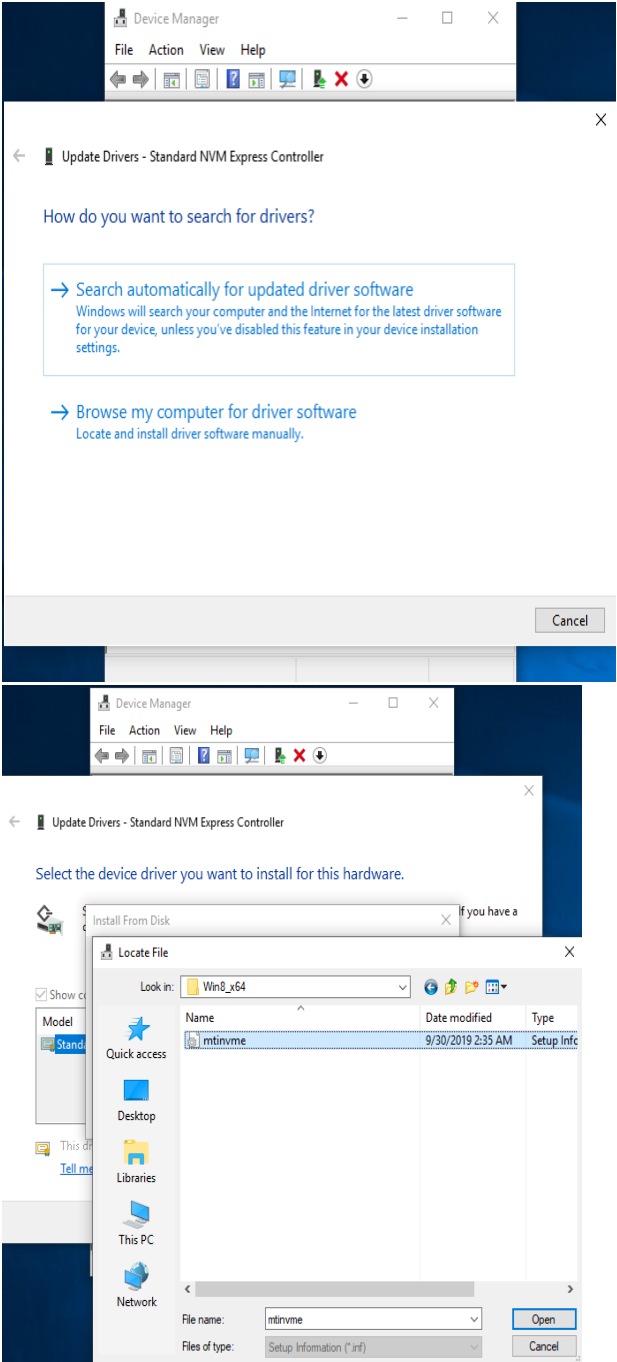 Device Manager
File Action View Help
Update Drivers - Standard NVM Express Controller
How do you want to search for drivers?
Search automatically for updated driver software
Windows will search your computer and the Internet for the latest driver software
for your device, unless you've disabled this feature in your device installation
settings.
Browse my computer for driver software
Locate and install driver software manually.
Cancel
Device Manager
File Action View Help
Update Drivers - Standard NVM Express Controller
Select the device driver you want to install for this hardware.
If you have a
Install From Disk
Locate File
Look in: Win8_x64
Show
Name Date modified Type
Model
mtinvme 9/30/2019 2:35 AM Setup Info
Quick access
Desktop
This
Tell me
Libraries
This PC
Network
File name: mtinvme Open
Files of type: Setup Information (*.inf) Cancel